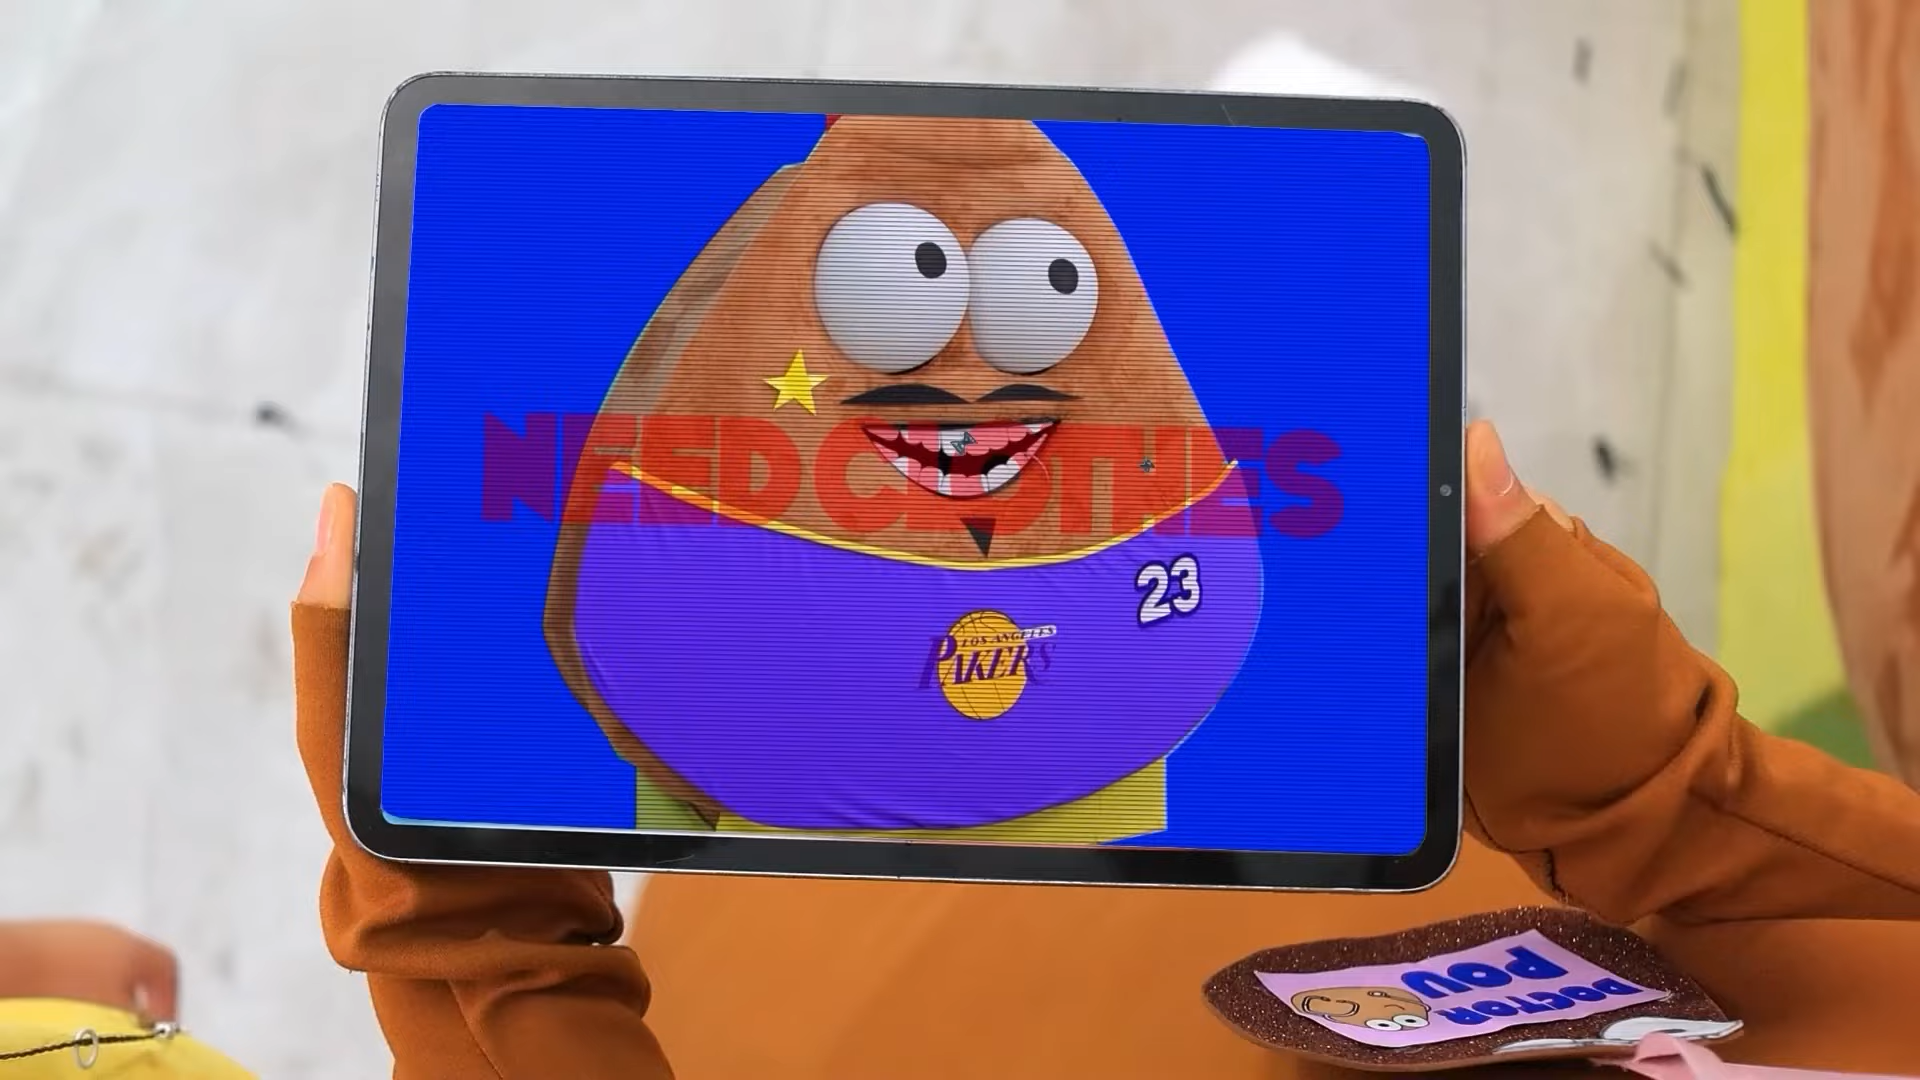 NEED CLOTHES
23
LOS ANGELES
PAKERS
DOCTOR
POU